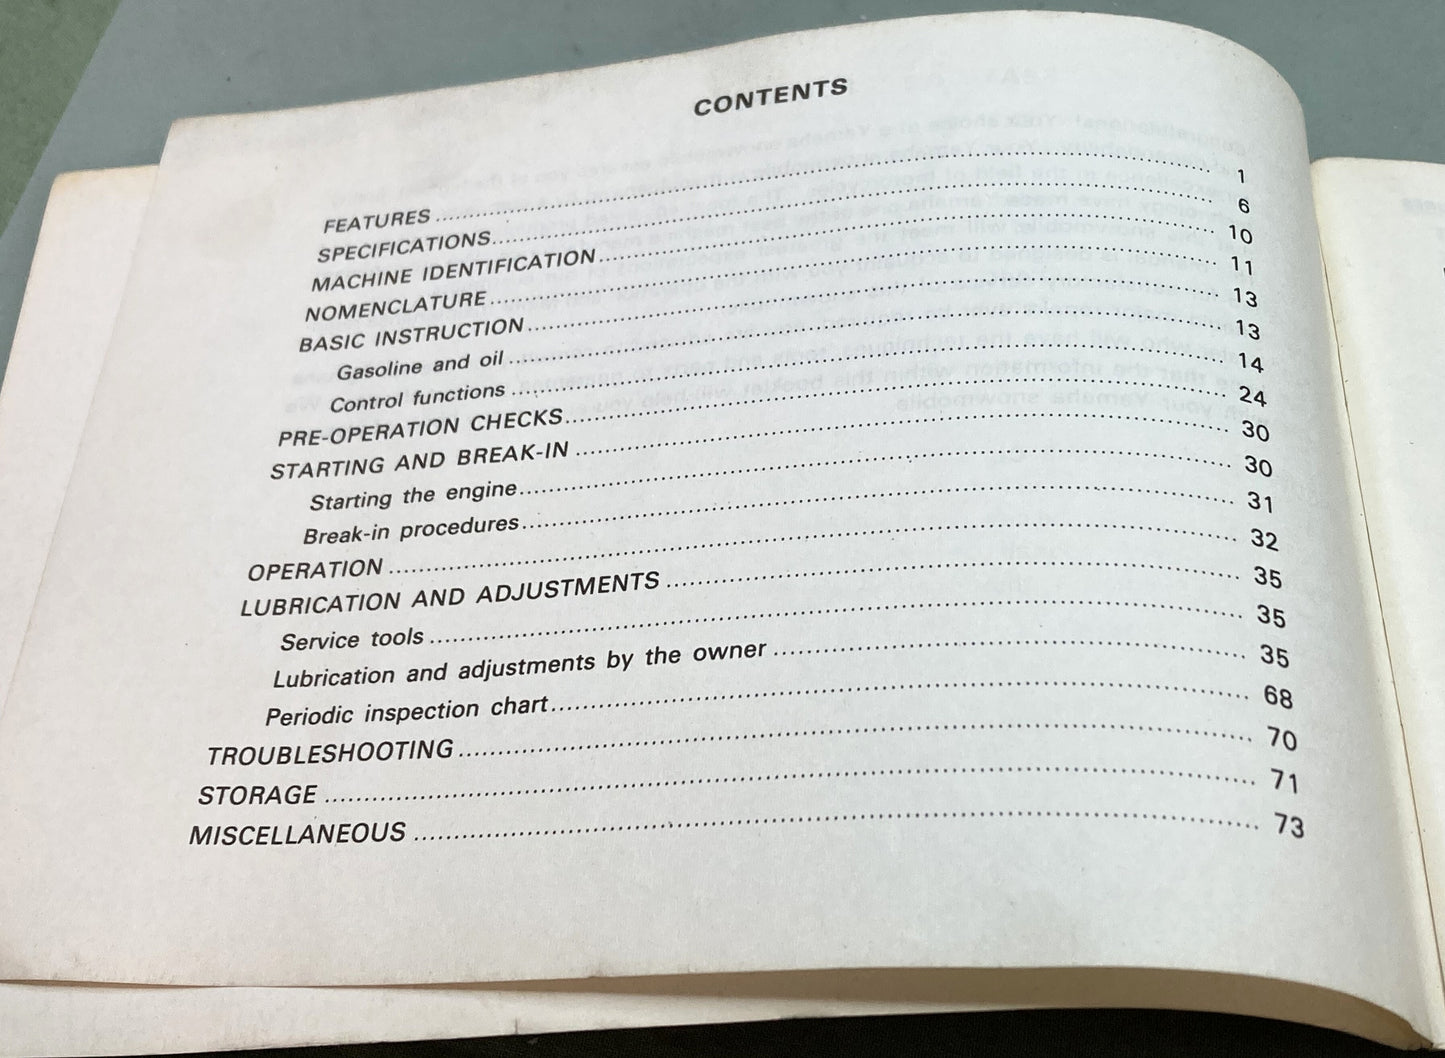 CONTENTS
FEATURES 1
SPECIFICATIONS 6
MACHINE IDENTIFICATION 10
NOMENCLATURE 11
BASIC INSTRUCTION 13
Gasoline and oil 13
Control functions 14
PRE-OPERATION CHECKS 24
STARTING AND BREAK-IN 30
Starting the engine 30
Break-in procedures 31
OPERATION 32
LUBRICATION AND ADJUSTMENTS 35
Service tools 35
Lubrication and adjustments by the owner 35
Periodic inspection chart 68
TROUBLESHOOTING 70
STORAGE 71
MISCELLANEOUS 73